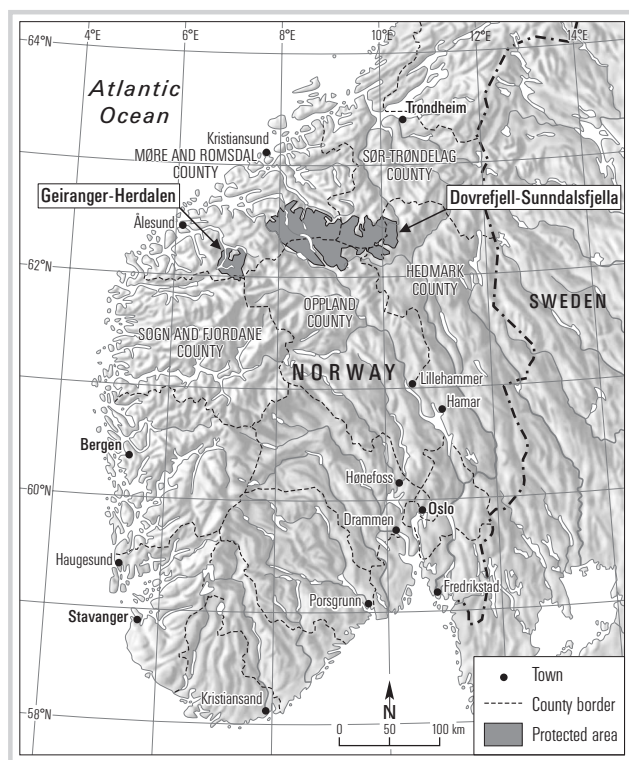 64°N
4°E
6°E
8°E
10°E
12°E
14°E
Atlantic
Ocean
Trondheim
Kristiansund
MØRE AND ROMSDAL
COUNTY
SØR-TRØNDELAG
COUNTY
Geiranger-Herdalen
Dovrefjell-Sunndalsfjella
Ålesund
62°N
HEDMARK
COUNTY
OPPLAND
COUNTY
SWEDEN
SØGN AND FJORDANE
COUNTY
NORWAY
Lillehammer
Hamar
Bergen
Hønefoss
60°N
Oslo
Drammen
Haugesund
Fredrikstad
Porsgrunn
Stavanger
Kristiansand
58°N
N
0 50 100 km
Town
County border
Protected area